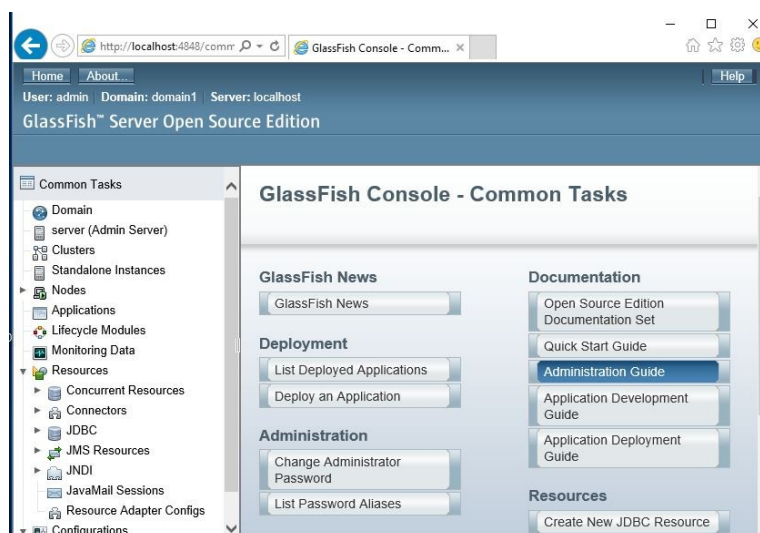 http://localhost:4848/comm
GlassFish Console - Comm...
Home About...
Help
User: admin Domain: domain1 Server: localhost
GlassFish™ Server Open Source Edition
Common Tasks
Domain
server (Admin Server)
Clusters
Standalone Instances
Nodes
Applications
Lifecycle Modules
Monitoring Data
Resources
Concurrent Resources
Connectors
JDBC
JMS Resources
JNDI
JavaMail Sessions
Resource Adapter Configs
Configurations
GlassFish Console - Common Tasks
GlassFish News
GlassFish News
Deployment
List Deployed Applications
Deploy an Application
Administration
Change Administrator
Password
List Password Aliases
Documentation
Open Source Edition
Documentation Set
Quick Start Guide
Administration Guide
Application Development
Guide
Application Deployment
Guide
Resources
Create New JDBC Resource